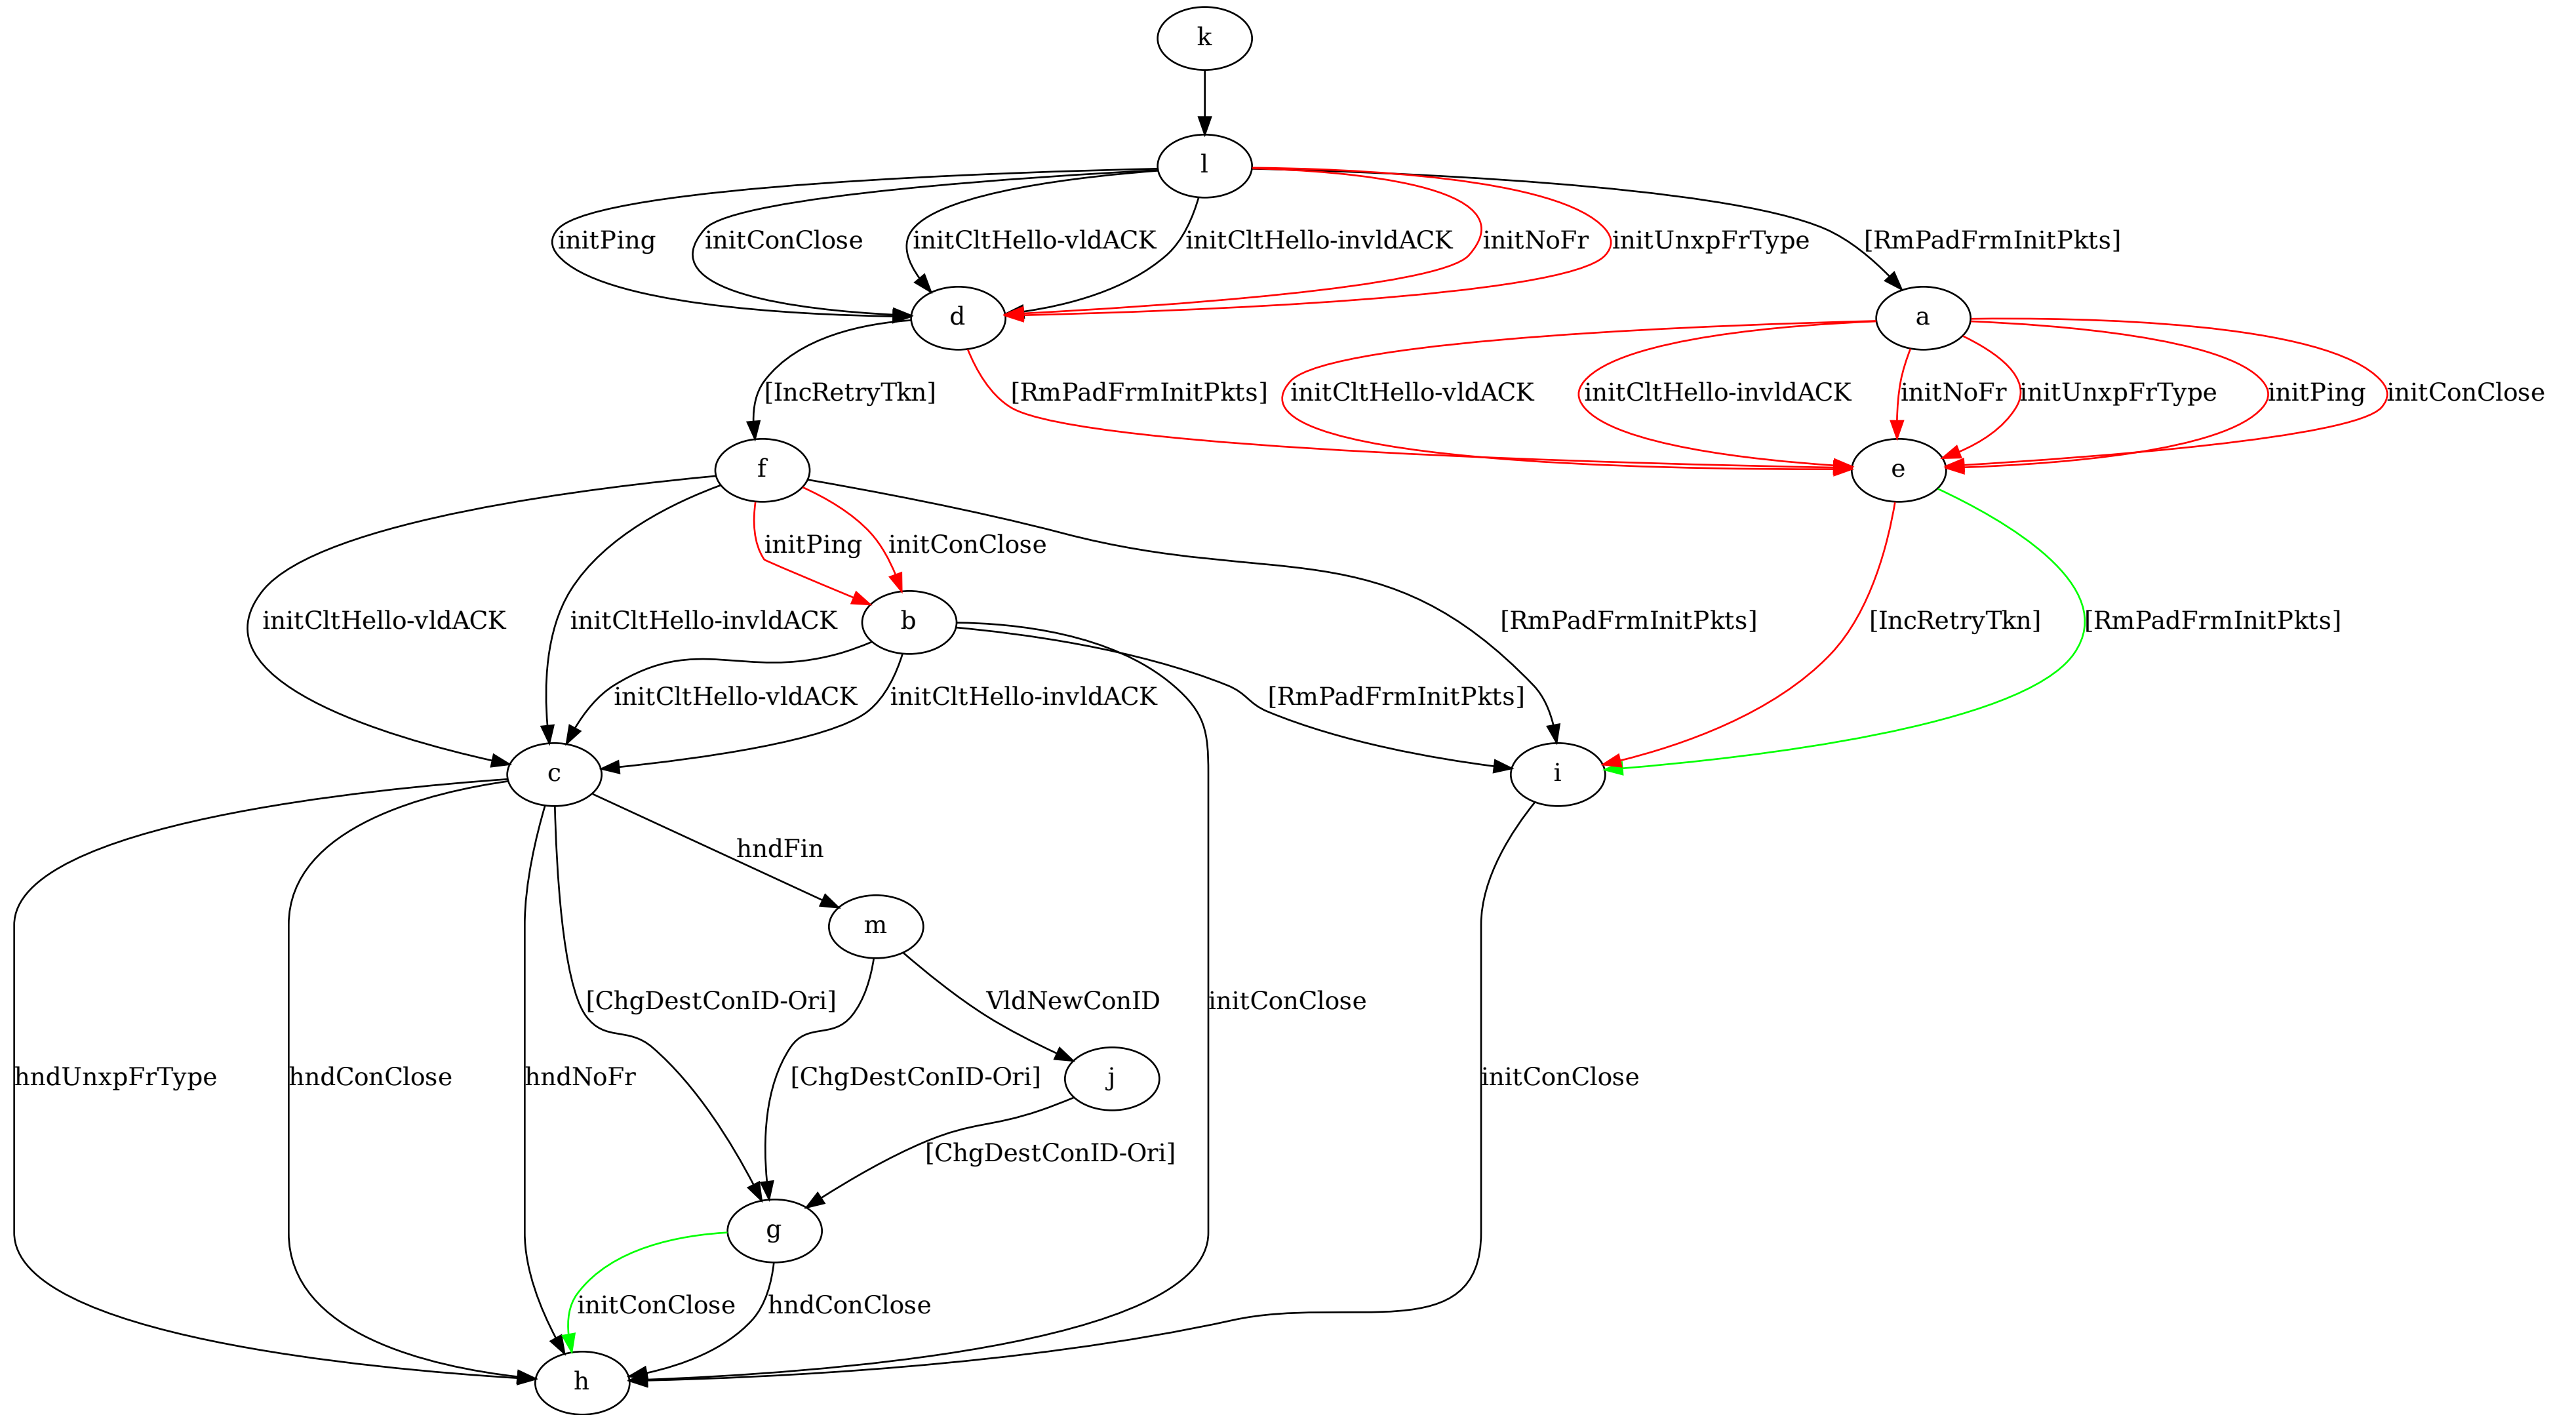 k
l
initPing
initConClose
initCltHello-vldACK
initCltHello-invldACK
initNoFr
initUnxpFrType
[RmPadFrmInitPkts]
d
a
[IncRetryTkn]
[RmPadFrmInitPkts]
initCltHello-vldACK
initCltHello-invldACK
initNoFr
initUnxpFrType
initPing
initConClose
f
e
initPing
initConClose
initCltHello-vldACK
initCltHello-invldACK
b
[RmPadFrmInitPkts]
[IncRetryTkn]
[RmPadFrmInitPkts]
initCltHello-vldACK
initCltHello-invldACK
[RmPadFrmInitPkts]
c
i
hndFin
m
[ChgDestConID-Ori]
VldNewConID
initConClose
hndUnxpFrType
hndConClose
hndNoFr
[ChgDestConID-Ori]
j
initConClose
[ChgDestConID-Ori]
g
initConClose
hndConClose
h